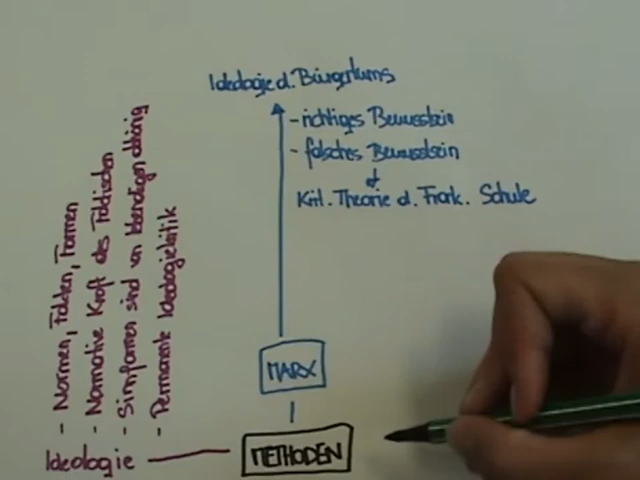 Ideologie d. Bürgertums
- richtiges Bewusstsein
- falsches Bewusstsein
Krit. Theorie d. Frank. Schule
MARX
METHODEN
Ideologie
- Normen, Fakten, Formen
- Normative Kraft des Faktischen
- Sinnformen sind von lebendigen abhängig
- Permanente Ideologiekritik